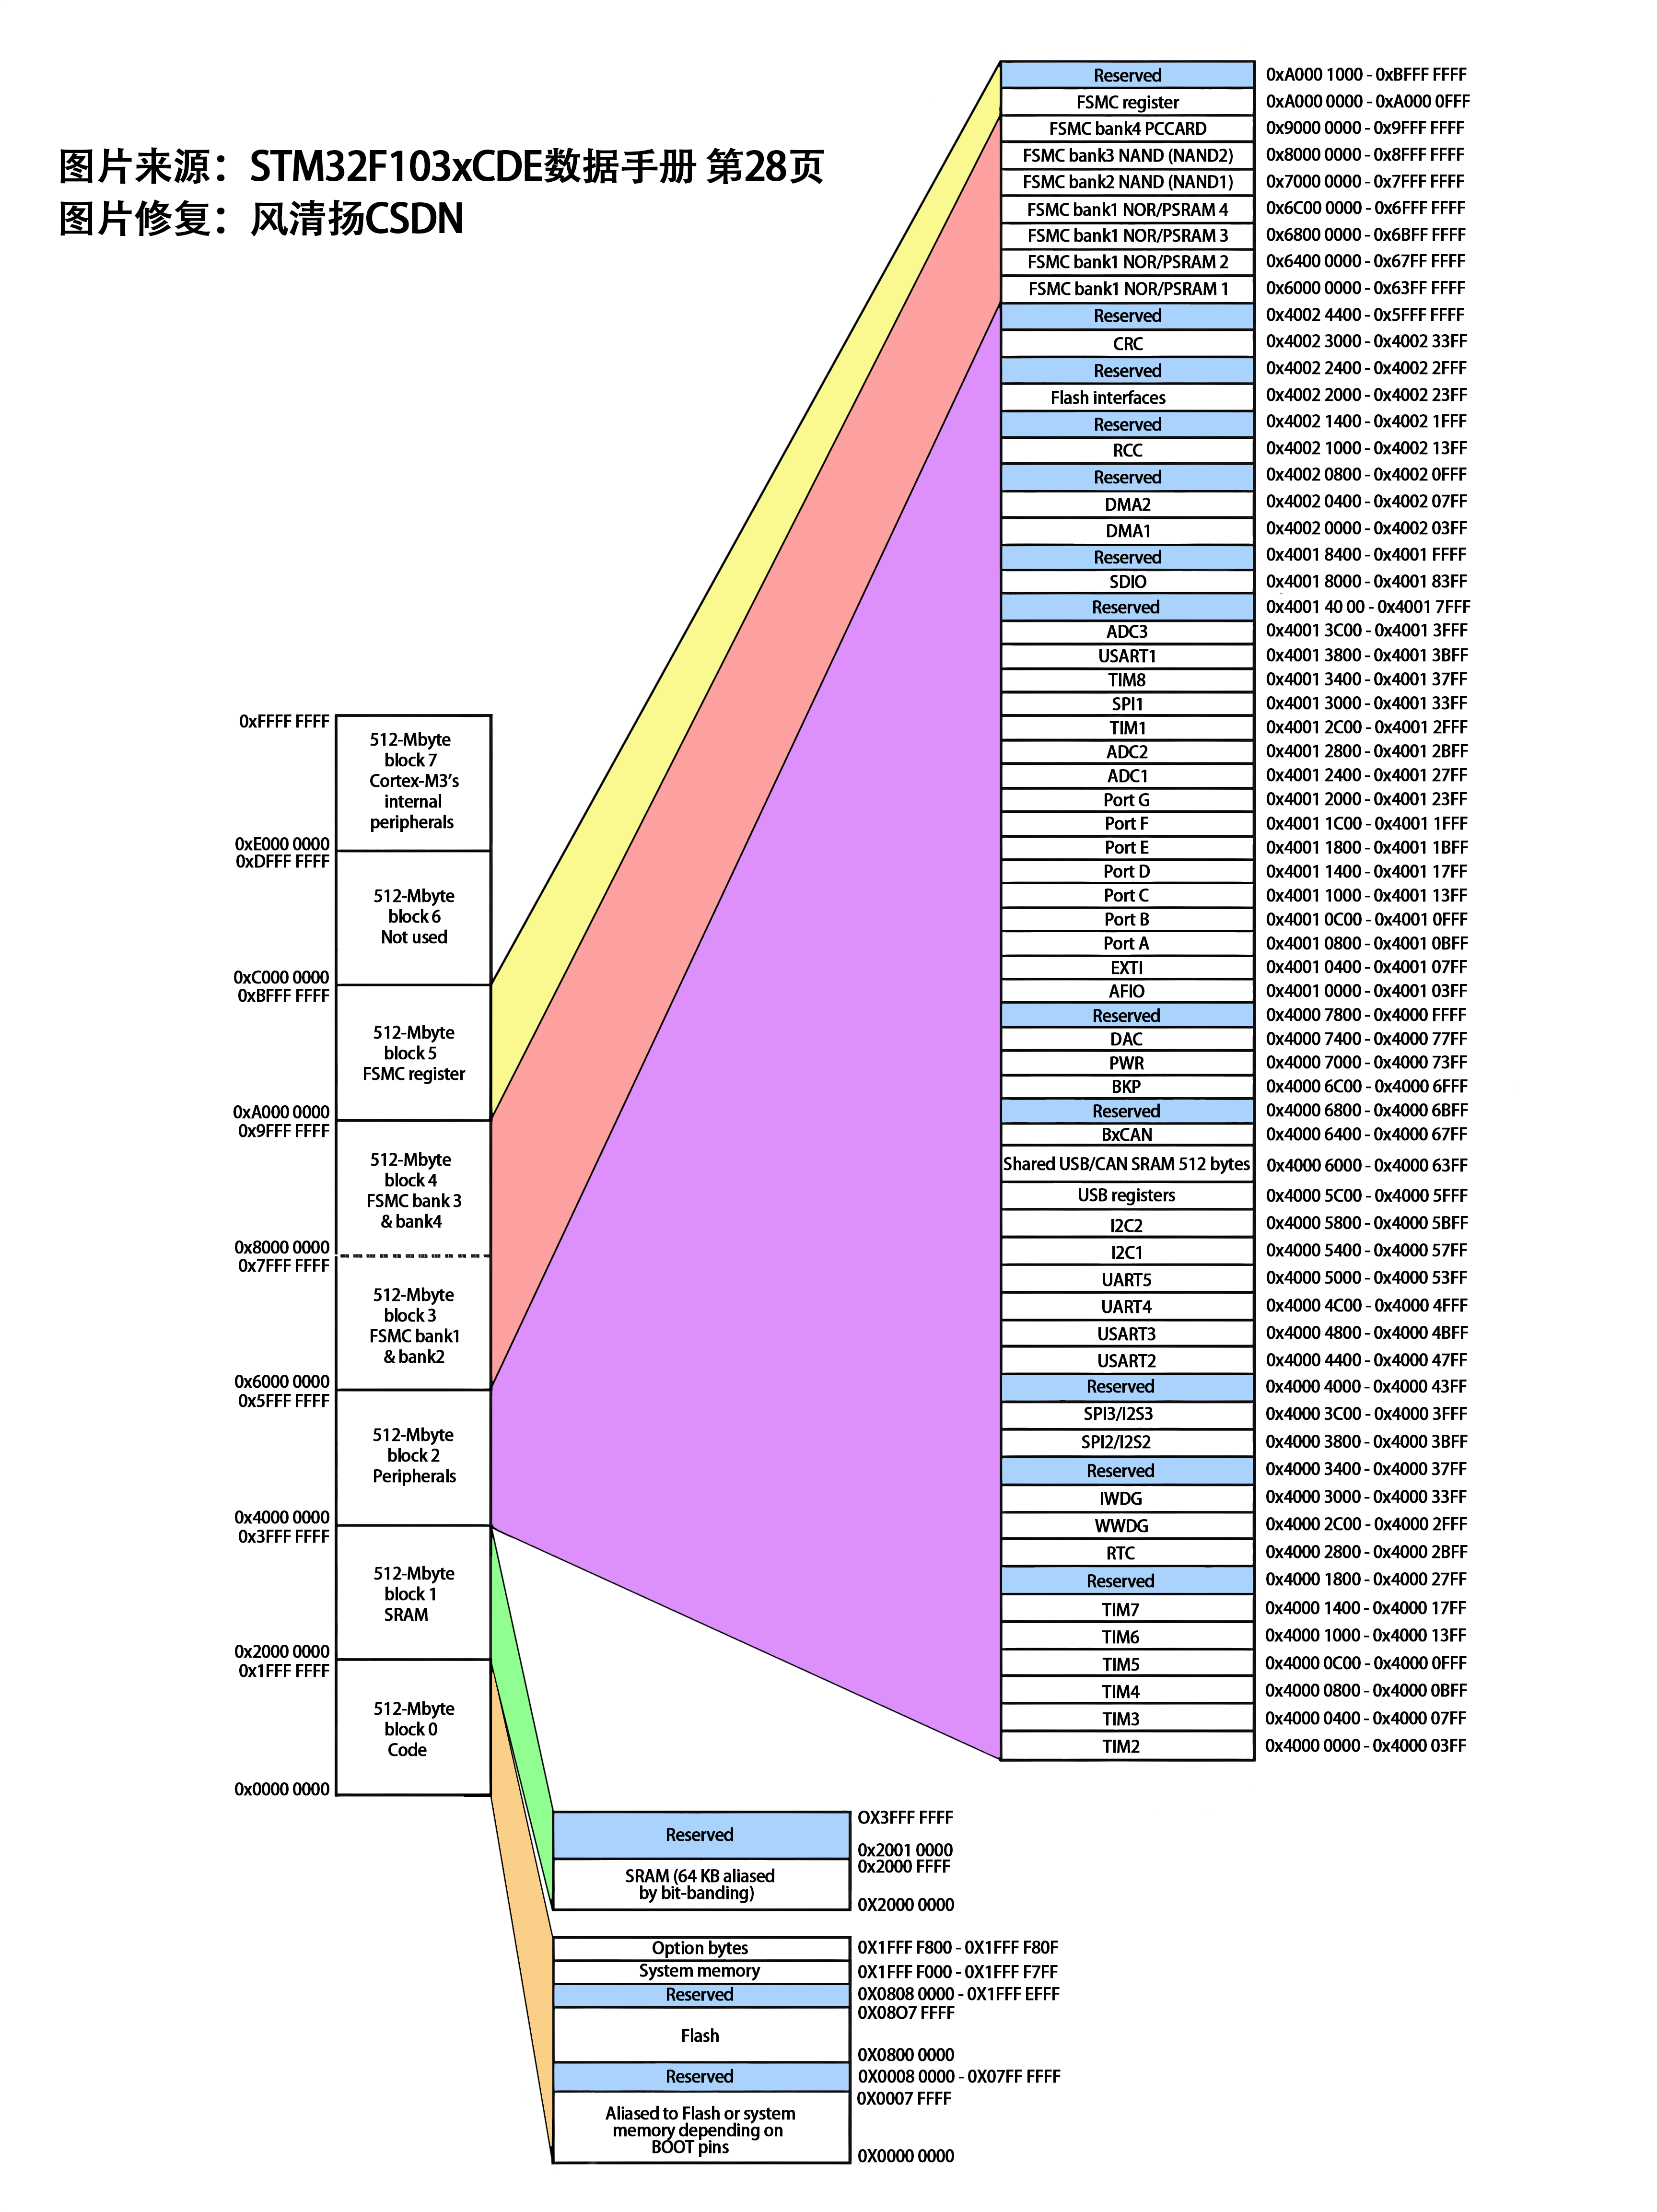 图片来源：STM32F103xCDE数据手册 第28页
图片修复：风清扬CSDN
Reserved 0xA000 1000 - 0xBFFF FFFF
FSMC register 0xA000 0000 - 0xA000 0FFF
FSMC bank4 PCCARD 0x9000 0000 - 0x9FFF FFFF
FSMC bank3 NAND (NAND2) 0x8000 0000 - 0x8FFF FFFF
FSMC bank2 NAND (NAND1) 0x7000 0000 - 0x7FFF FFFF
FSMC bank1 NOR/PSRAM 4 0x6C00 0000 - 0x6FFF FFFF
FSMC bank1 NOR/PSRAM 3 0x6800 0000 - 0x6BFF FFFF
FSMC bank1 NOR/PSRAM 2 0x6400 0000 - 0x67FF FFFF
FSMC bank1 NOR/PSRAM 1 0x6000 0000 - 0x63FF FFFF
Reserved 0x4002 4400 - 0x5FFF FFFF
CRC 0x4002 3000 - 0x4002 33FF
Reserved 0x4002 2400 - 0x4002 2FFF
Flash interfaces 0x4002 2000 - 0x4002 23FF
Reserved 0x4002 1400 - 0x4002 1FFF
RCC 0x4002 1000 - 0x4002 13FF
Reserved 0x4002 0800 - 0x4002 0FFF
DMA2 0x4002 0400 - 0x4002 07FF
DMA1 0x4002 0000 - 0x4002 03FF
Reserved 0x4001 8400 - 0x4001 FFFF
SDIO 0x4001 8000 - 0x4001 83FF
Reserved 0x4001 40 00 - 0x4001 7FFF
ADC3 0x4001 3C00 - 0x4001 3FFF
USART1 0x4001 3800 - 0x4001 3BFF
TIM8 0x4001 3400 - 0x4001 37FF
SPI1 0x4001 3000 - 0x4001 33FF
TIM1 0x4001 2C00 - 0x4001 2FFF
ADC2 0x4001 2800 - 0x4001 2BFF
ADC1 0x4001 2400 - 0x4001 27FF
Port G 0x4001 2000 - 0x4001 23FF
Port F 0x4001 1C00 - 0x4001 1FFF
Port E 0x4001 1800 - 0x4001 1BFF
Port D 0x4001 1400 - 0x4001 17FF
Port C 0x4001 1000 - 0x4001 13FF
Port B 0x4001 0C00 - 0x4001 0FFF
Port A 0x4001 0800 - 0x4001 0BFF
EXTI 0x4001 0400 - 0x4001 07FF
AFIO 0x4001 0000 - 0x4001 03FF
Reserved 0x4000 7800 - 0x4000 FFFF
DAC 0x4000 7400 - 0x4000 77FF
PWR 0x4000 7000 - 0x4000 73FF
BKP 0x4000 6C00 - 0x4000 6FFF
Reserved 0x4000 6800 - 0x4000 6BFF
BxCAN 0x4000 6400 - 0x4000 67FF
Shared USB/CAN SRAM 512 bytes 0x4000 6000 - 0x4000 63FF
USB registers 0x4000 5C00 - 0x4000 5FFF
I2C2 0x4000 5800 - 0x4000 5BFF
I2C1 0x4000 5400 - 0x4000 57FF
UART5 0x4000 5000 - 0x4000 53FF
UART4 0x4000 4C00 - 0x4000 4FFF
USART3 0x4000 4800 - 0x4000 4BFF
USART2 0x4000 4400 - 0x4000 47FF
Reserved 0x4000 4000 - 0x4000 43FF
SPI3/I2S3 0x4000 3C00 - 0x4000 3FFF
SPI2/I2S2 0x4000 3800 - 0x4000 3BFF
Reserved 0x4000 3400 - 0x4000 37FF
IWDG 0x4000 3000 - 0x4000 33FF
WWDG 0x4000 2C00 - 0x4000 2FFF
RTC 0x4000 2800 - 0x4000 2BFF
Reserved 0x4000 1800 - 0x4000 27FF
TIM7 0x4000 1400 - 0x4000 17FF
TIM6 0x4000 1000 - 0x4000 13FF
TIM5 0x4000 0C00 - 0x4000 0FFF
TIM4 0x4000 0800 - 0x4000 0BFF
TIM3 0x4000 0400 - 0x4000 07FF
TIM2 0x4000 0000 - 0x4000 03FF
0xFFFF FFFF
512-Mbyte
block 7
Cortex-M3's
internal
peripherals
0xE000 0000
0xDFFF FFFF
512-Mbyte
block 6
Not used
0xC000 0000
0xBFFF FFFF
512-Mbyte
block 5
FSMC register
0xA000 0000
0x9FFF FFFF
512-Mbyte
block 4
FSMC bank 3
& bank4
0x8000 0000
0x7FFF FFFF
512-Mbyte
block 3
FSMC bank1
& bank2
0x6000 0000
0x5FFF FFFF
512-Mbyte
block 2
Peripherals
0x4000 0000
0x3FFF FFFF
512-Mbyte
block 1
SRAM
0x2000 0000
0x1FFF FFFF
512-Mbyte
block 0
Code
0x0000 0000
OX3FFF FFFF
Reserved
0x2001 0000
0x2000 FFFF
SRAM (64 KB aliased
by bit-banding)
0X2000 0000
Option bytes 0X1FFF F800 - 0X1FFF F80F
System memory 0X1FFF F000 - 0X1FFF F7FF
Reserved 0X0808 0000 - 0X1FFF EFFF
0X08O7 FFFF
Flash
0X0800 0000
Reserved 0X0008 0000 - 0X07FF FFFF
0X0007 FFFF
Aliased to Flash or system
memory depending on
BOOT pins
0X0000 0000